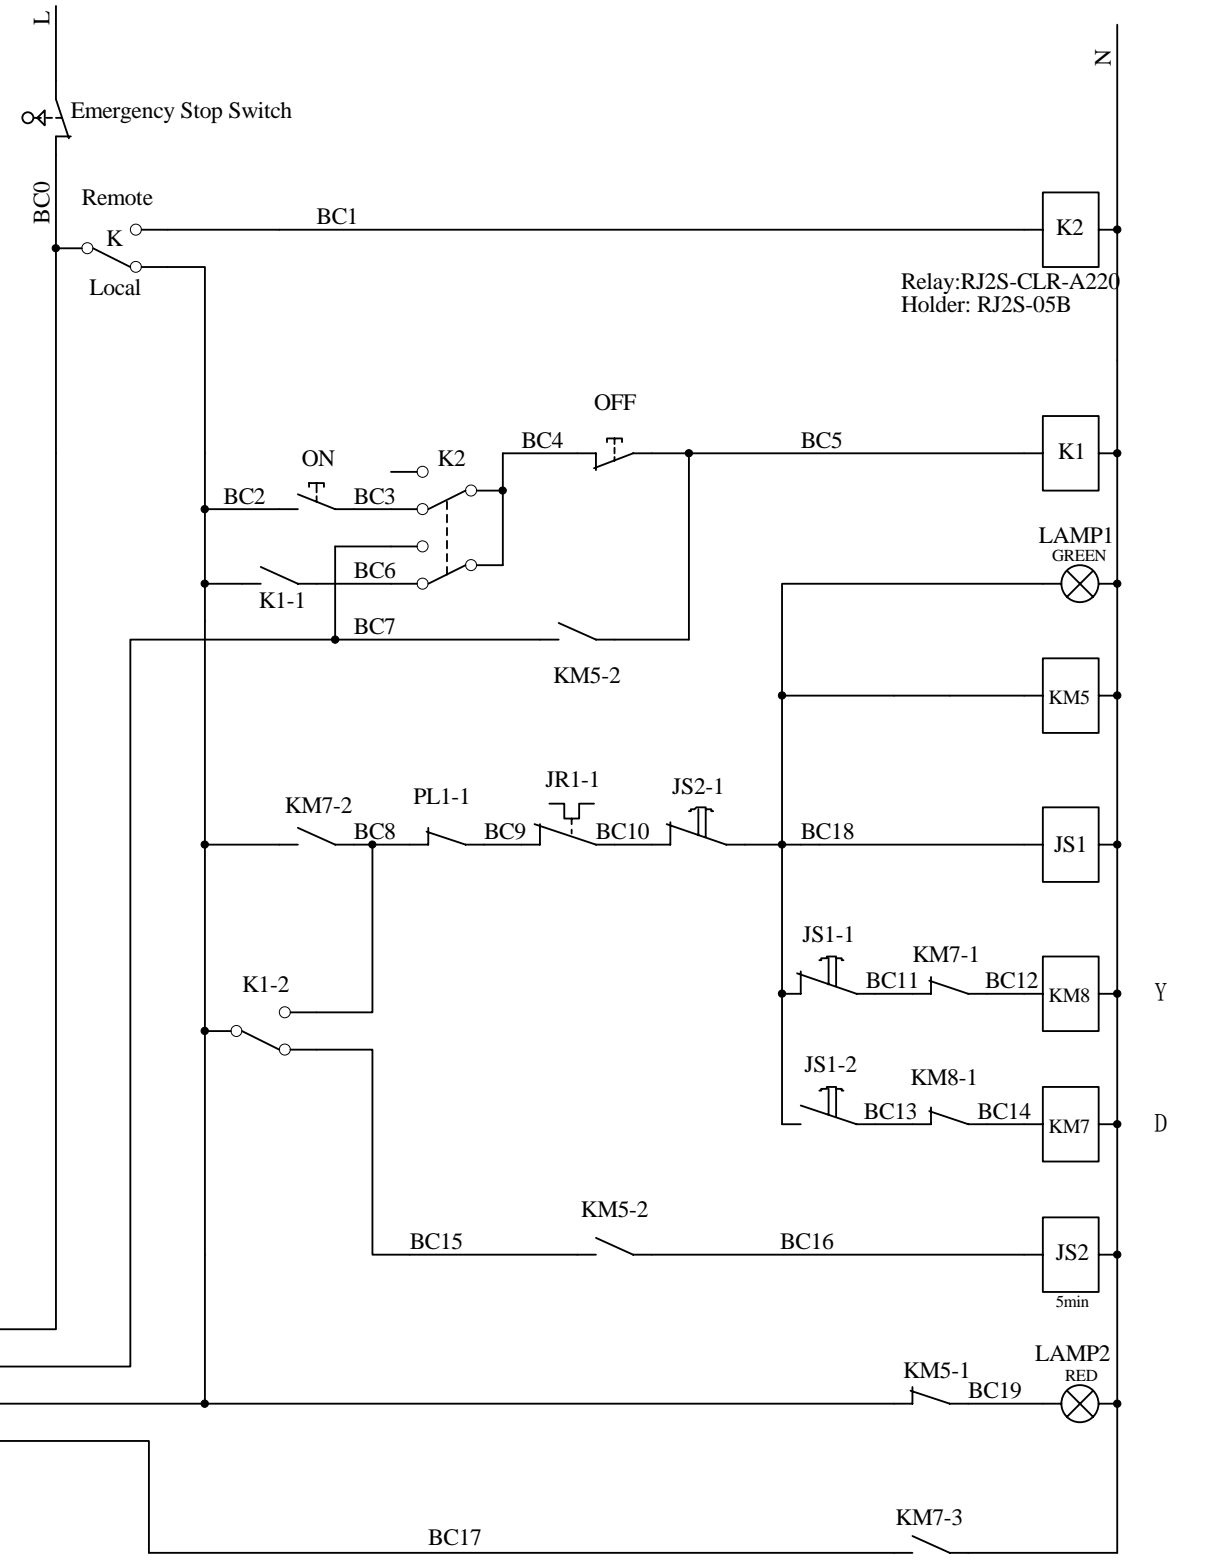 L
N
Emergency Stop Switch
BC0
Remote
BC1
K
K2
Local
Relay:RJ2S-CLR-A220
Holder: RJ2S-05B
OFF
BC4
BC5
K1
ON
K2
BC2
BC3
LAMP1
GREEN
BC6
K1-1
BC7
KM5-2
KM5
JR1-1
JS2-1
KM7-2
PL1-1
BC8
BC9
BC10
BC18
JS1
JS1-1
KM7-1
K1-2
BC11
BC12
KM8
Y
JS1-2
KM8-1
BC13
BC14
KM7
D
KM5-2
BC15
BC16
JS2
5min
LAMP2
RED
KM5-1
BC19
KM7-3
BC17